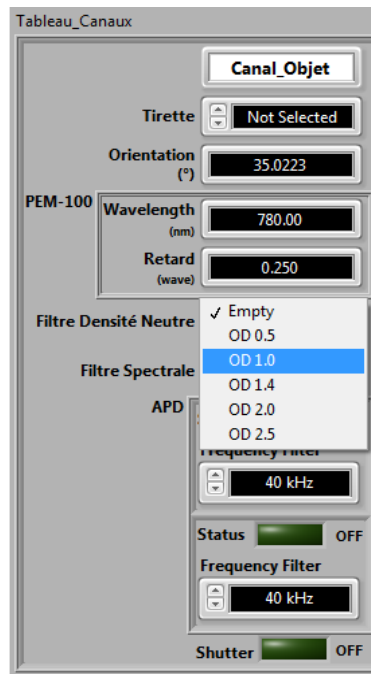 Tableau_Canaux
Canal_Objet
Tirette Not Selected
Orientation
(°) 35.0223
PEM-100
Wavelength
(nm) 780.00
Retard
(wave) 0.250
Filtre Densité Neutre
✓ Empty
OD 0.5
OD 1.0
Filtre Spectrale
OD 1.4
OD 2.0
APD
OD 2.5
Frequency Filter
40 kHz
Status OFF
Frequency Filter
40 kHz
Shutter OFF